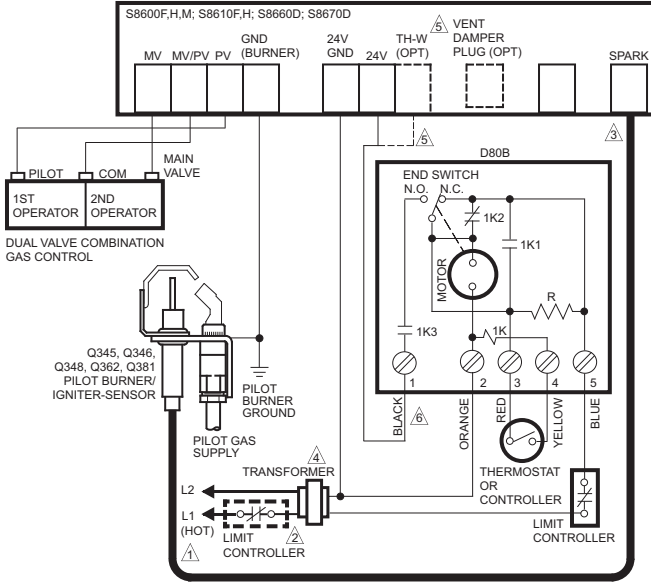 S8600F,H,M; S8610F,H; S8660D; S8670D
MV MV/PV PV
GND
(BURNER)
24V
GND
24V
TH-W
(OPT)
5
VENT
DAMPER
PLUG (OPT)
SPARK
3
5
D80B
PILOT COM
MAIN
VALVE
1ST
OPERATOR
2ND
OPERATOR
DUAL VALVE COMBINATION
GAS CONTROL
END SWITCH
N.O. N.C.
1K2
1K1
MOTOR
R
1K
1K3
1 2 3 4 5
BLACK
6
ORANGE
RED
YELLOW
BLUE
Q345, Q346,
Q348, Q362, Q381
PILOT BURNER/
IGNITER-SENSOR
PILOT
BURNER
GROUND
PILOT GAS
SUPPLY
4
TRANSFORMER
THERMOSTAT
OR
CONTROLLER
L2
L1
(HOT)
1
LIMIT
CONTROLLER
2
LIMIT
CONTROLLER